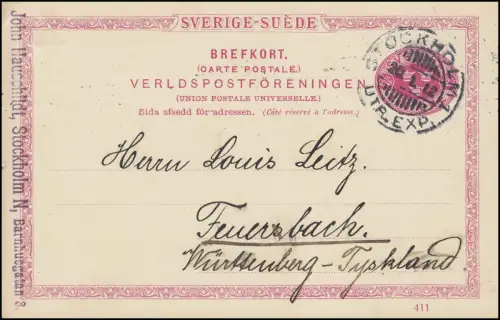 SVERIGE-SUÈDE
BREFKORT.
(CARTE POSTALE.)
VERLDSPOSTFÖRENINGEN
(UNION POSTALE UNIVERSELLE.)
Sida afsedd för adressen. (Côté réservé à l'adresse.)
STOCKHOLM 1
UTR. EXP.
Herrn Louis Leitz.
Feuerbach.
Württenberg-Tyskland
411
John Stockholm N, Barnhusgatan 3.